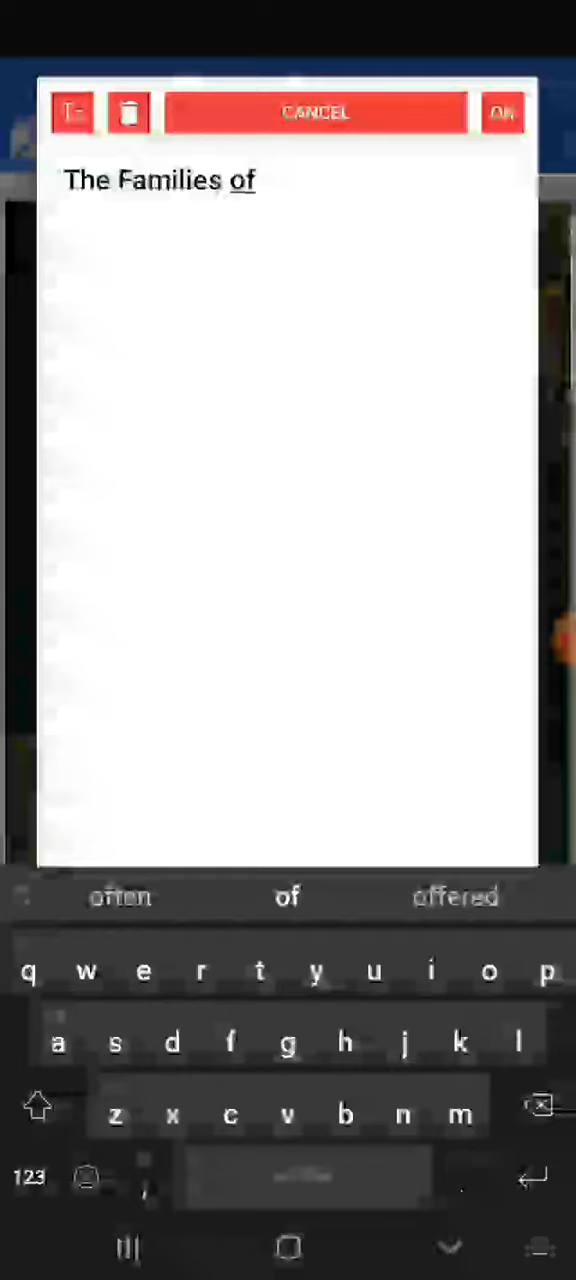 CANCEL
OK
The Families of
often of offered
q w e r t y u i o p
a s d f g h j k l
z x c v b n m
123 , .